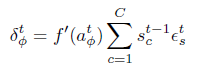 δ_ϕ^t = f'(a_ϕ^t) ∑_{c=1}^{C} s_c^{t−1} ϵ_s^t